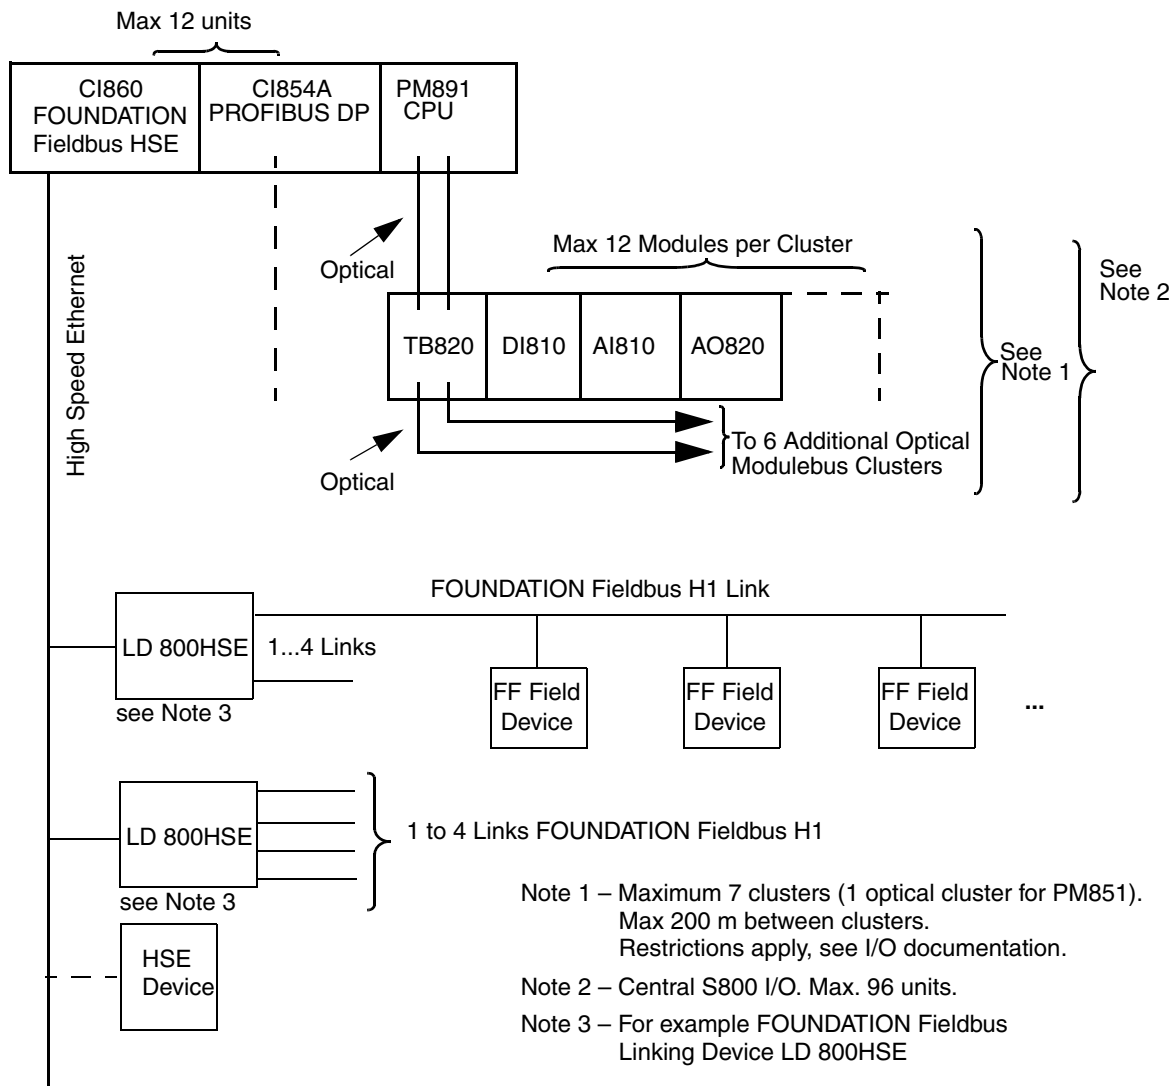 Max 12 units
CI860
FOUNDATION
Fieldbus HSE
CI854A
PROFIBUS DP
PM891
CPU
High Speed Ethernet
Optical
Max 12 Modules per Cluster
TB820
DI810
AI810
AO820
See
Note 1
See
Note 2
Optical
To 6 Additional Optical
Modulebus Clusters
FOUNDATION Fieldbus H1 Link
LD 800HSE
1...4 Links
see Note 3
FF Field
Device
FF Field
Device
FF Field
Device
...
LD 800HSE
see Note 3
1 to 4 Links FOUNDATION Fieldbus H1
HSE
Device
Note 1 – Maximum 7 clusters (1 optical cluster for PM851).
Max 200 m between clusters.
Restrictions apply, see I/O documentation.
Note 2 – Central S800 I/O. Max. 96 units.
Note 3 – For example FOUNDATION Fieldbus
Linking Device LD 800HSE